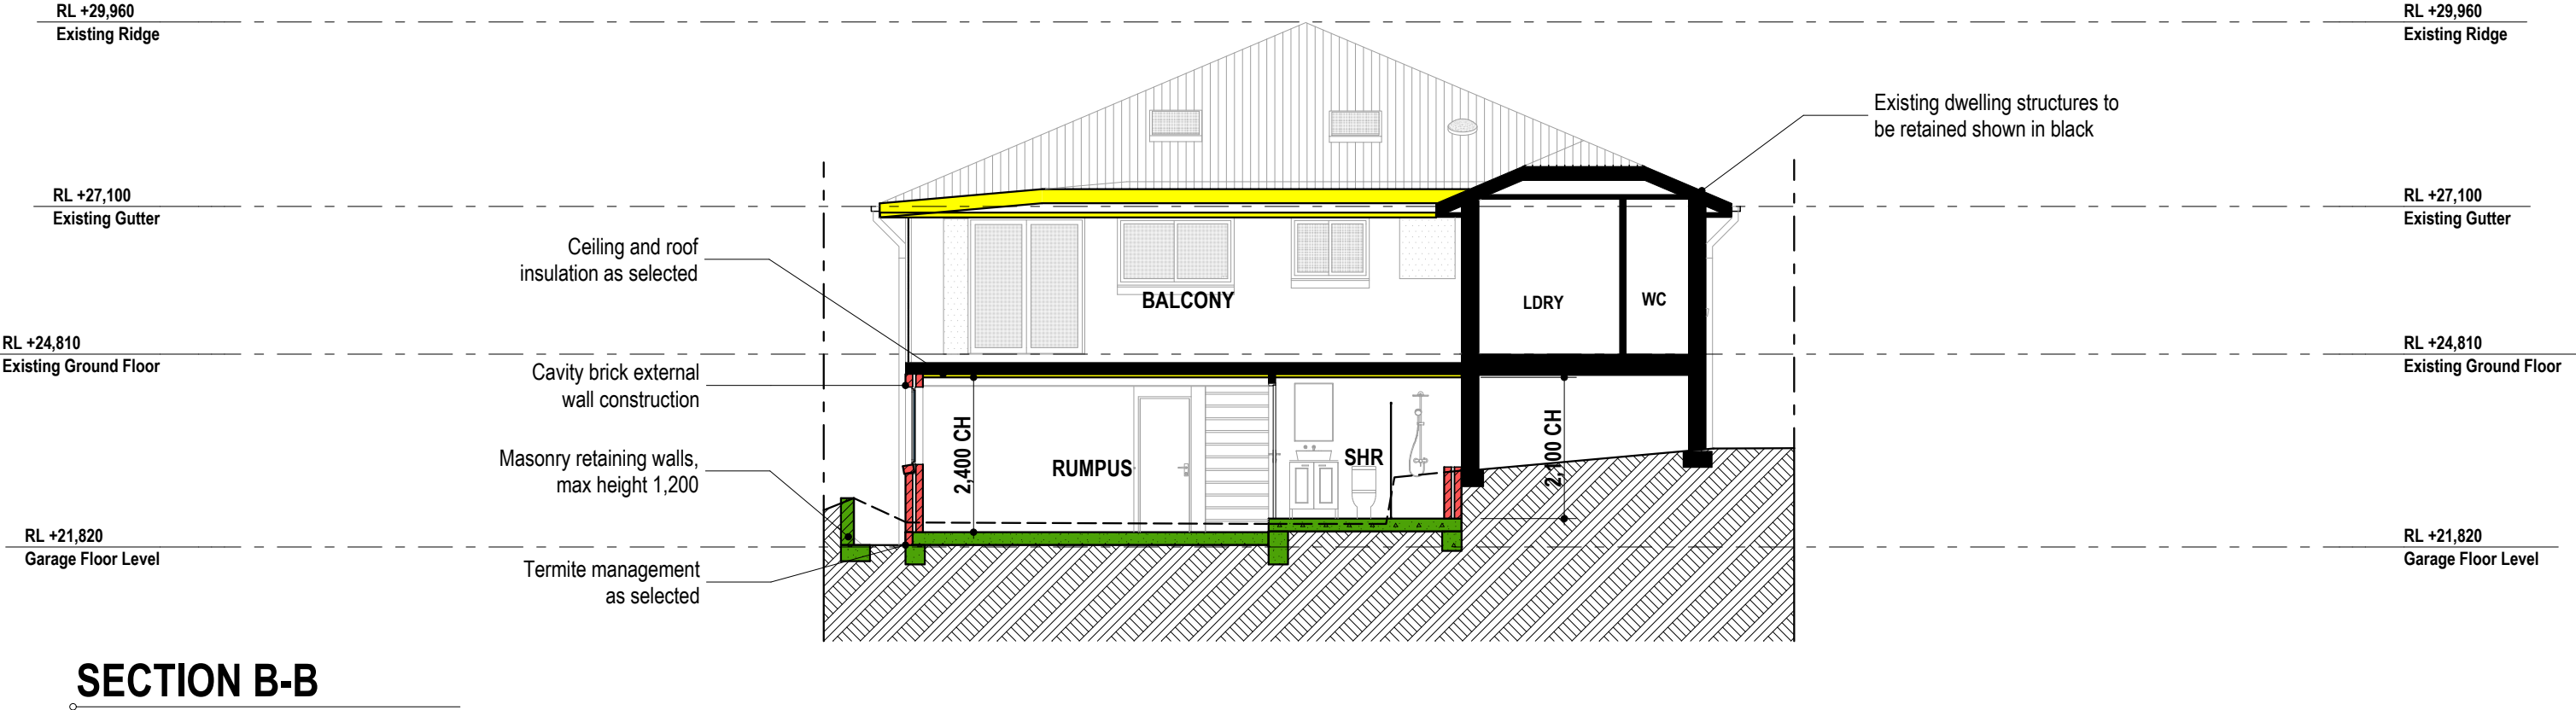 RL +29,960
Existing Ridge
RL +29,960
Existing Ridge
Existing dwelling structures to
be retained shown in black
RL +27,100
Existing Gutter
RL +27,100
Existing Gutter
Ceiling and roof
insulation as selected
BALCONY
LDRY
WC
RL +24,810
Existing Ground Floor
RL +24,810
Existing Ground Floor
Cavity brick external
wall construction
2,400 CH
2,100 CH
Masonry retaining walls,
max height 1,200
RUMPUS
SHR
RL +21,820
Garage Floor Level
RL +21,820
Garage Floor Level
Termite management
as selected
SECTION B-B